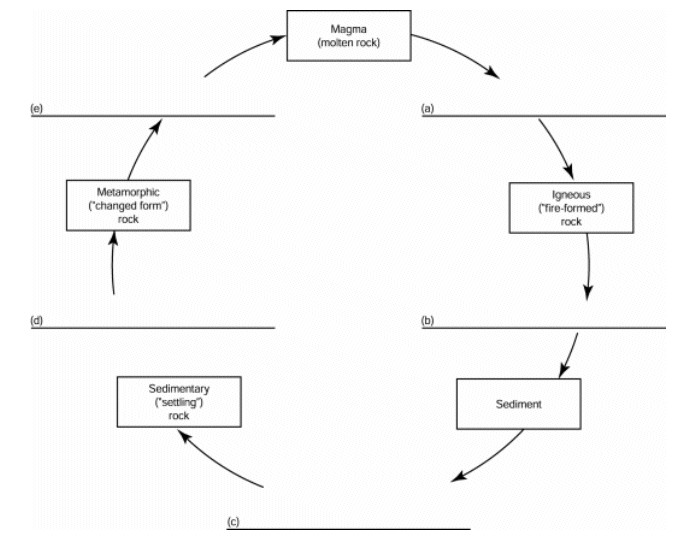 Magma
(molten rock)
(e)
(a)
Metamorphic
("changed form")
rock
Igneous
("fire-formed")
rock
(d)
(b)
Sedimentary
("settling")
rock
Sediment
(c)